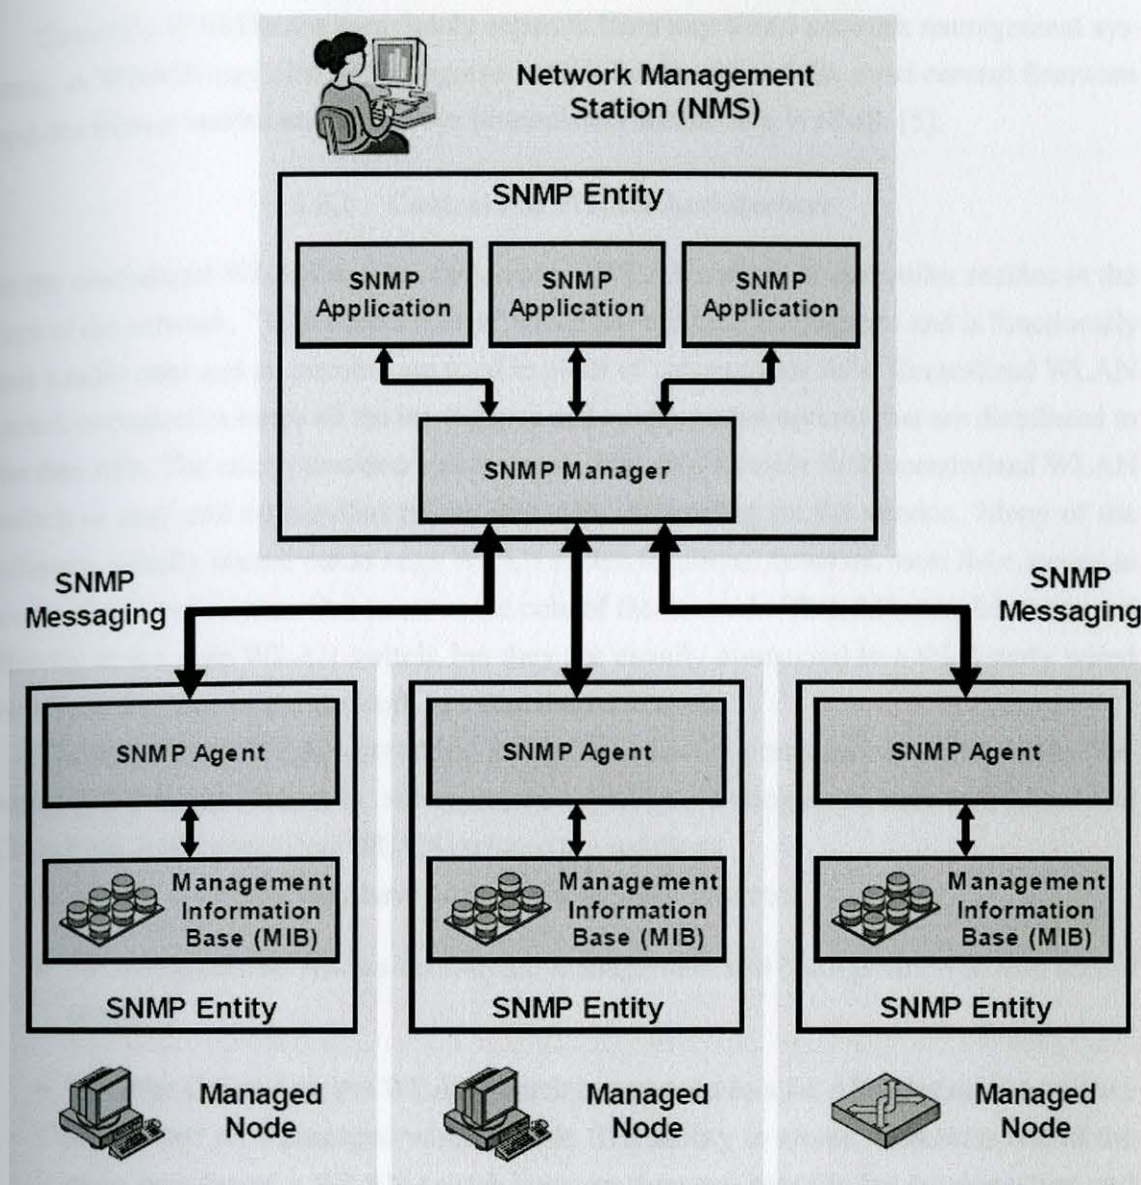 Network Management
Station (NMS)
SNMP Entity
SNMP
Application
SNMP
Application
SNMP
Application
SNMP Manager
SNMP
Messaging
SNMP
Messaging
SNMP Agent
SNMP Agent
SNMP Agent
Management
Information
Base (MIB)
Management
Information
Base (MIB)
Management
Information
Base (MIB)
SNMP Entity
SNMP Entity
SNMP Entity
Managed
Node
Managed
Node
Managed
Node